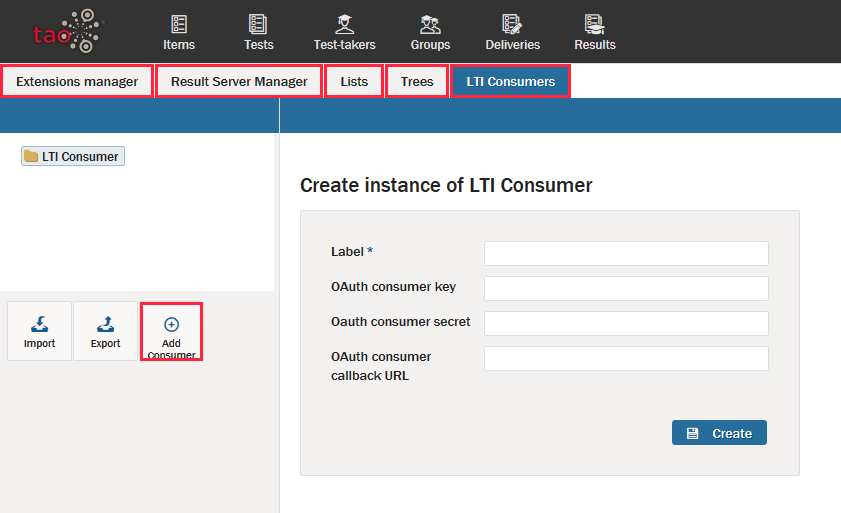 tao
Items
Tests
Test-takers
Groups
Deliveries
Results
Extensions manager
Result Server Manager
Lists
Trees
LTI Consumers
LTI Consumer
Create instance of LTI Consumer
Label *
OAuth consumer key
Oauth consumer secret
OAuth consumer
callback URL
Create
Import
Export
Add
Consumer